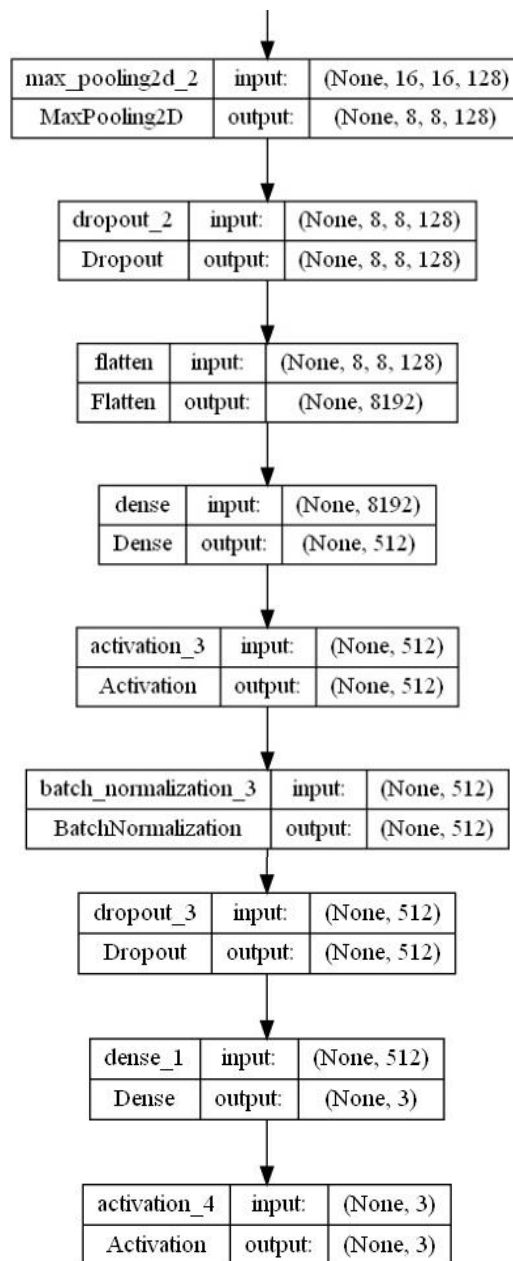 max_pooling2d_2 input: (None, 16, 16, 128)
MaxPooling2D output: (None, 8, 8, 128)
dropout_2 input: (None, 8, 8, 128)
Dropout output: (None, 8, 8, 128)
flatten input: (None, 8, 8, 128)
Flatten output: (None, 8192)
dense input: (None, 8192)
Dense output: (None, 512)
activation_3 input: (None, 512)
Activation output: (None, 512)
batch_normalization_3 input: (None, 512)
BatchNormalization output: (None, 512)
dropout_3 input: (None, 512)
Dropout output: (None, 512)
dense_1 input: (None, 512)
Dense output: (None, 3)
activation_4 input: (None, 3)
Activation output: (None, 3)